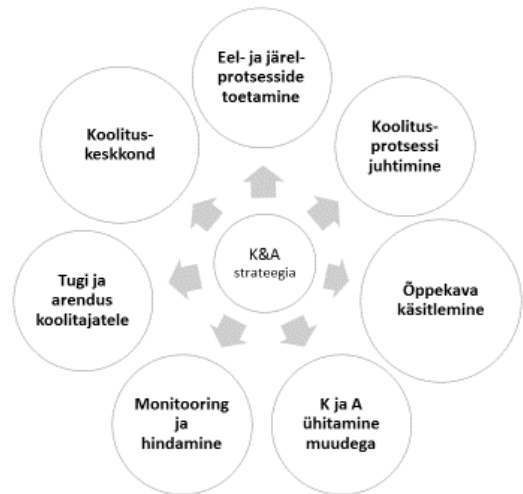 Eel- ja järel-
protsesside
toetamine
Koolitus-
protsessi
juhtimine
Õppekava
käsitlemine
K ja A
ühitamine
muudega
Monitooring
ja
hindamine
Tugi ja
arendus
koolitajatele
Koolitus-
keskkond
K&A
strateegia